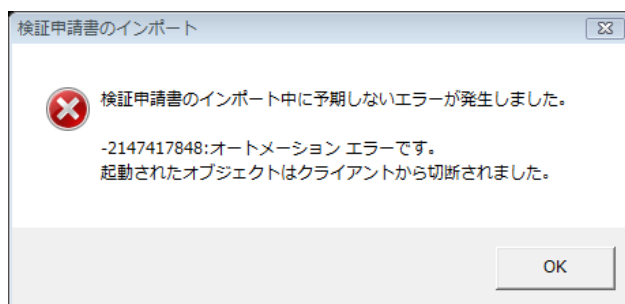 検証申請書のインポート
検証申請書のインポート中に予期しないエラーが発生しました。
-2147417848:オートメーション エラーです。
起動されたオブジェクトはクライアントから切断されました。
OK